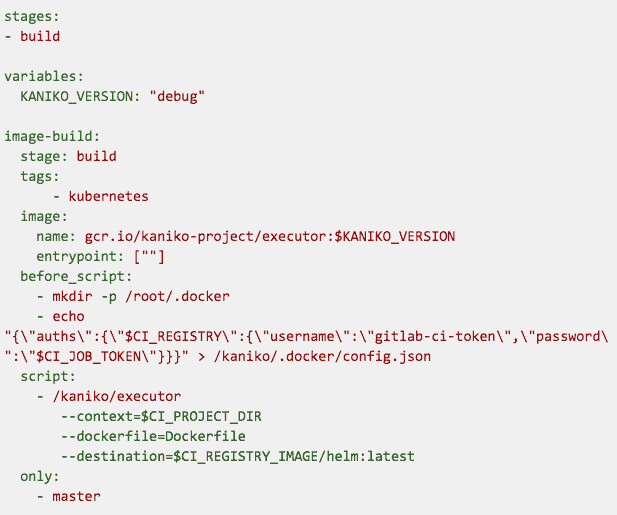 stages:
- build

variables:
  KANIKO_VERSION: "debug"

image-build:
  stage: build
  tags:
      - kubernetes
  image:
    name: gcr.io/kaniko-project/executor:$KANIKO_VERSION
    entrypoint: [""]
  before_script:
    - mkdir -p /root/.docker
    - echo
"{\"auths\":{\"$CI_REGISTRY\":{\"username\":\"gitlab-ci-token\",\"password\
":\"$CI_JOB_TOKEN\"}}}" > /kaniko/.docker/config.json
  script:
    - /kaniko/executor
       --context=$CI_PROJECT_DIR
       --dockerfile=Dockerfile
       --destination=$CI_REGISTRY_IMAGE/helm:latest
  only:
    - master